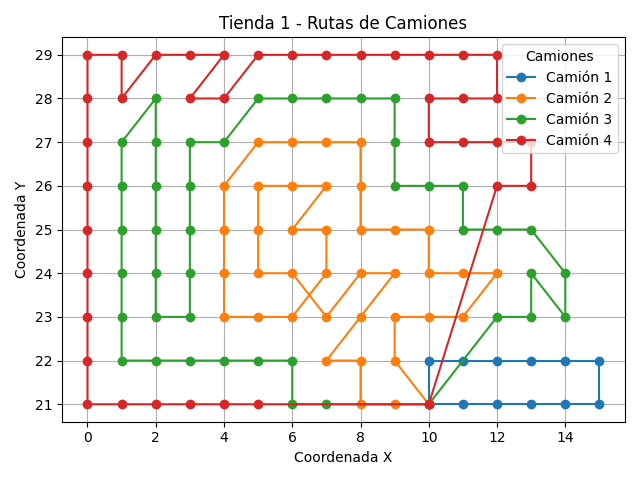 Tienda 1 - Rutas de Camiones
Camiones
Camión 1
Camión 2
Camión 3
Camión 4
Coordenada Y
29
28
27
26
25
24
23
22
21
0 2 4 6 8 10 12 14
Coordenada X